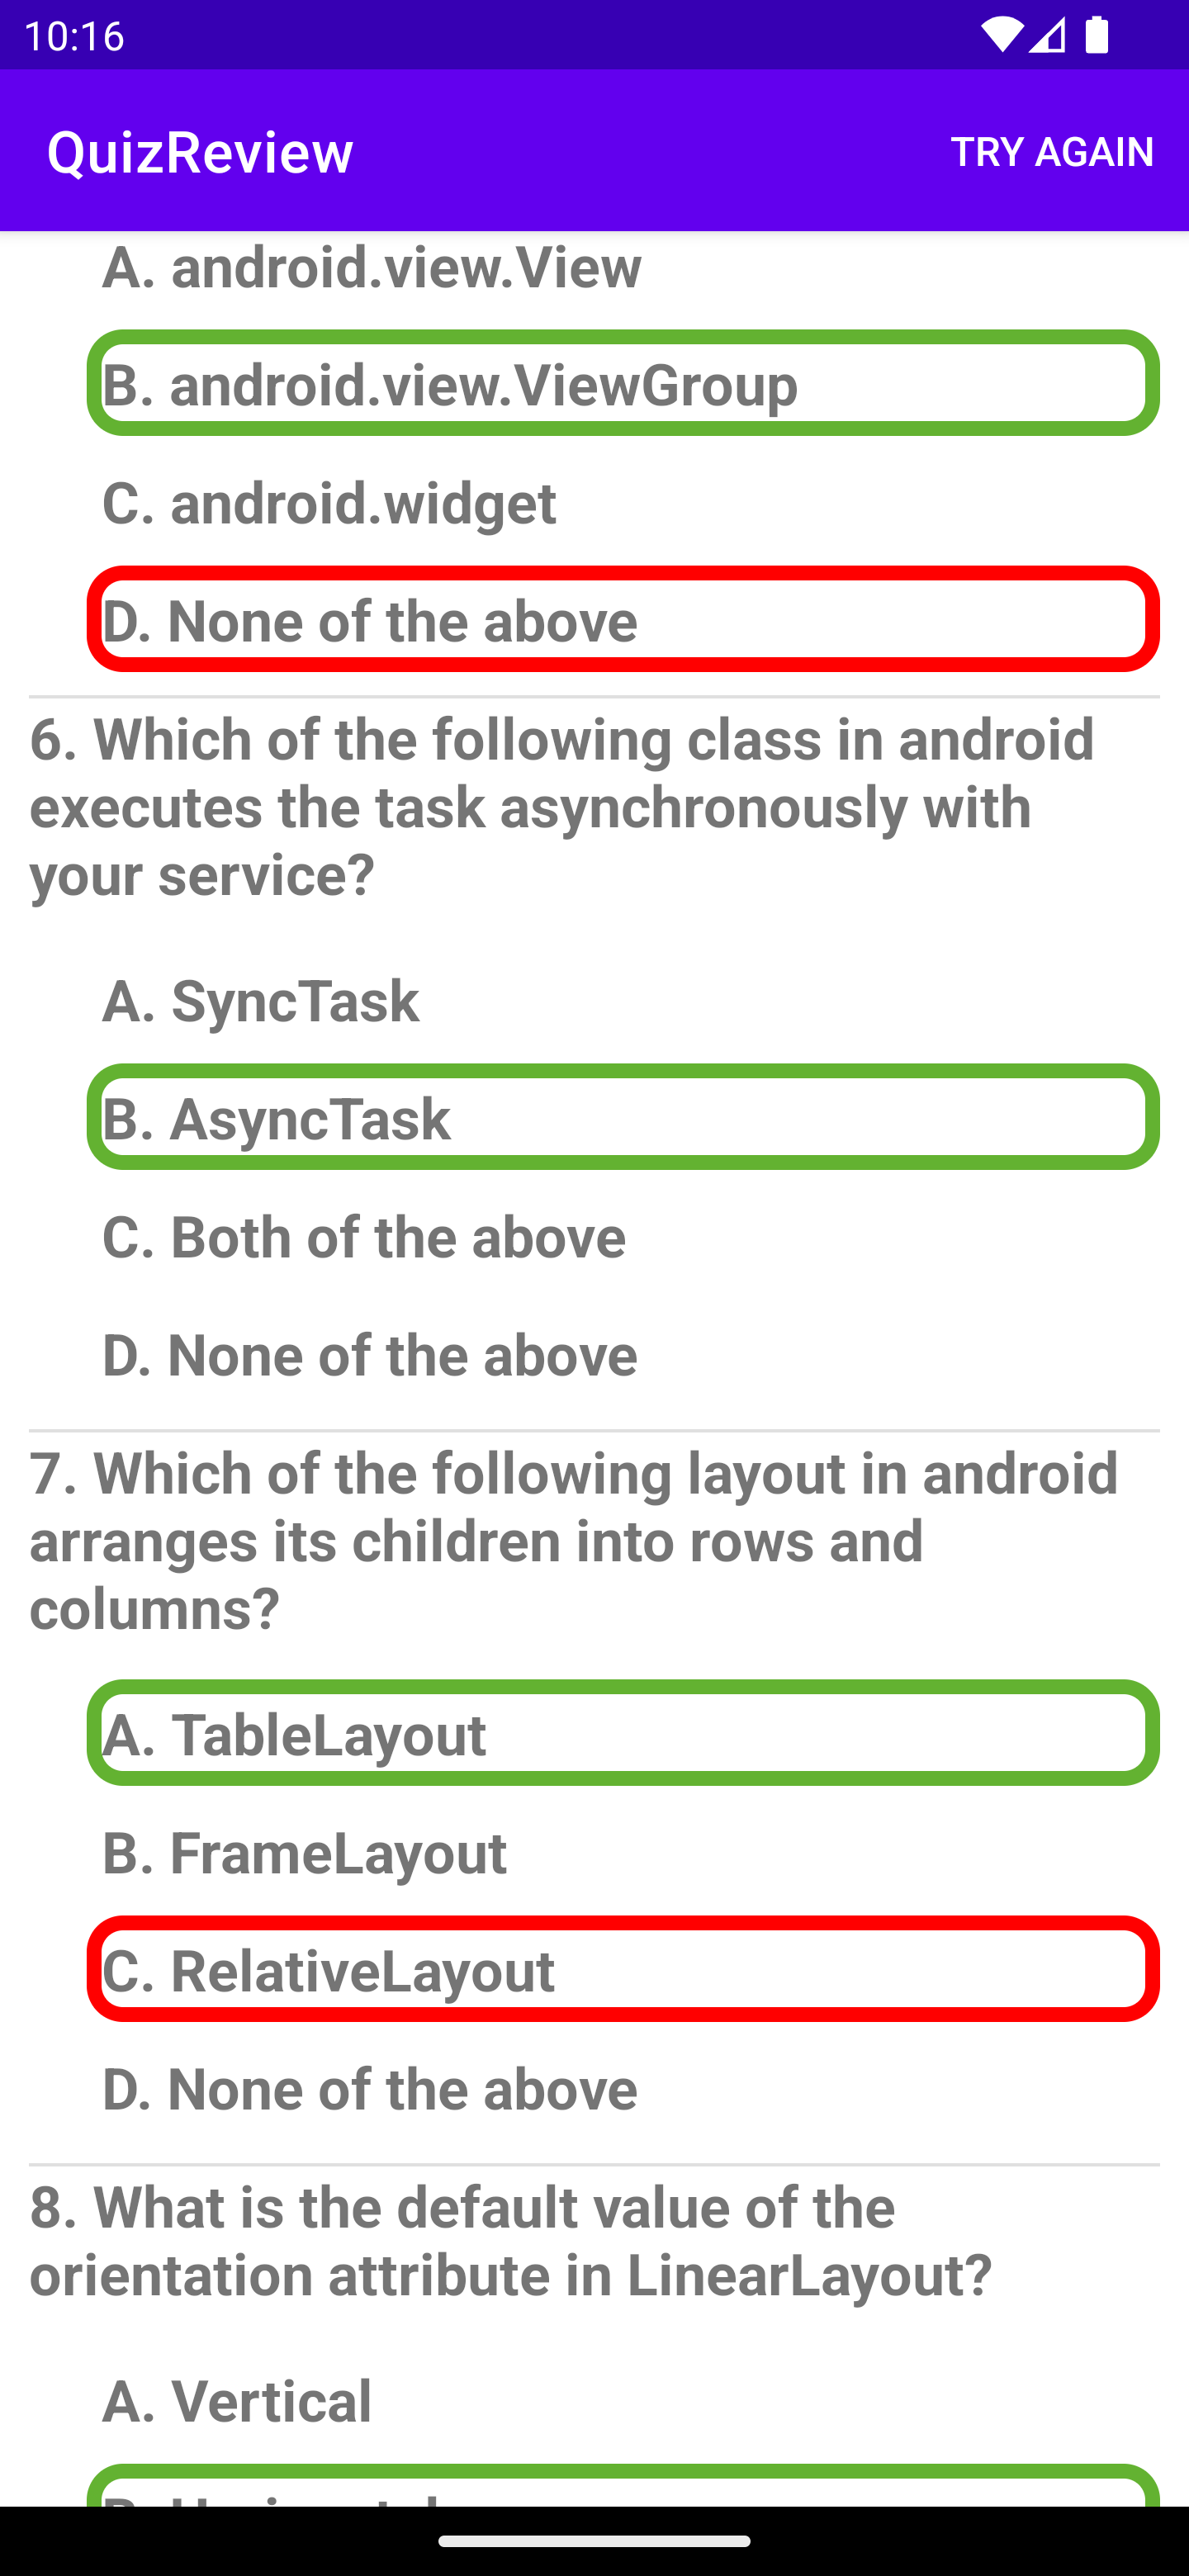 10:16
QuizReview
TRY AGAIN
A. android.view.View
B. android.view.ViewGroup
C. android.widget
D. None of the above
6. Which of the following class in android
executes the task asynchronously with
your service?
A. SyncTask
B. AsyncTask
C. Both of the above
D. None of the above
7. Which of the following layout in android
arranges its children into rows and
columns?
A. TableLayout
B. FrameLayout
C. RelativeLayout
D. None of the above
8. What is the default value of the
orientation attribute in LinearLayout?
A. Vertical